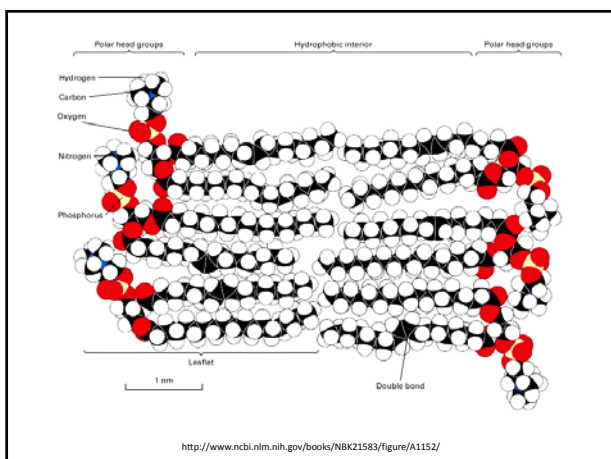 Polar head groups
Hydrophobic interior
Polar head groups
Hydrogen
Carbon
Oxygen
Nitrogen
Phosphorus
Leaflet
Double bond
1 nm
http://www.ncbi.nlm.nih.gov/books/NBK21583/figure/A1152/